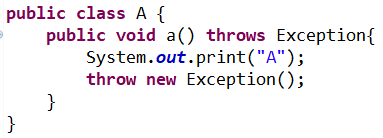 public class A {
    public void a() throws Exception{
        System.out.print("A");
        throw new Exception();
    }
}